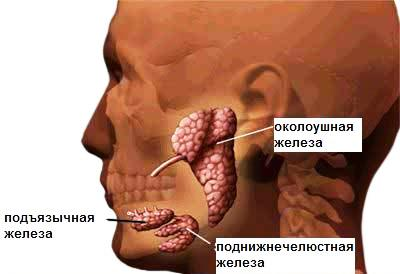 околоушная
железа
подъязычная
железа
поднижнечелюстная
железа